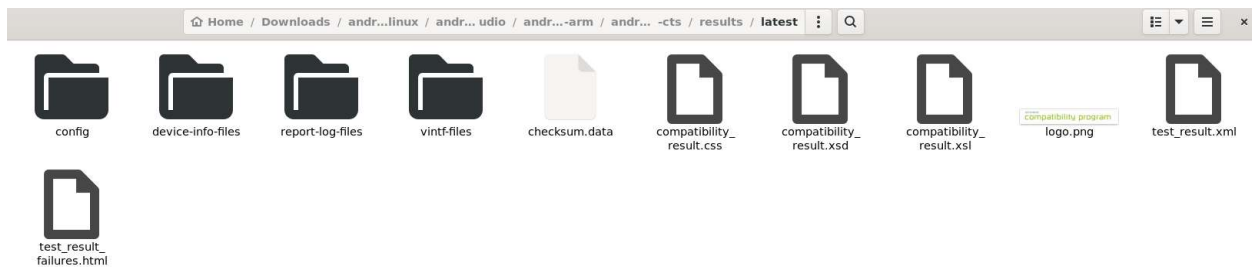 Home / Downloads / andr...linux / andr... udio / andr...-arm / andr... -cts / results / latest
config
device-info-files
report-log-files
vintf-files
checksum.data
compatibility_
result.css
compatibility_
result.xsd
compatibility_
result.xsl
compatibility program
logo.png
test_result.xml
test_result_
failures.html